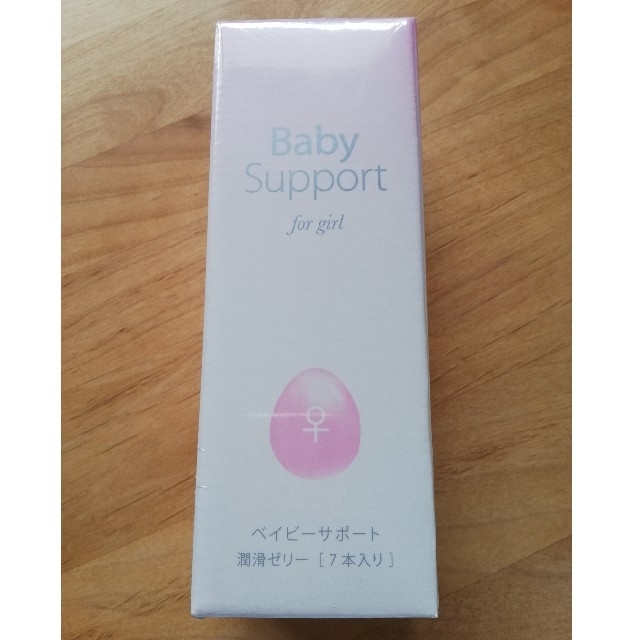 Baby
Support
for girl
ベイビーサポート
潤滑ゼリー［7本入り］